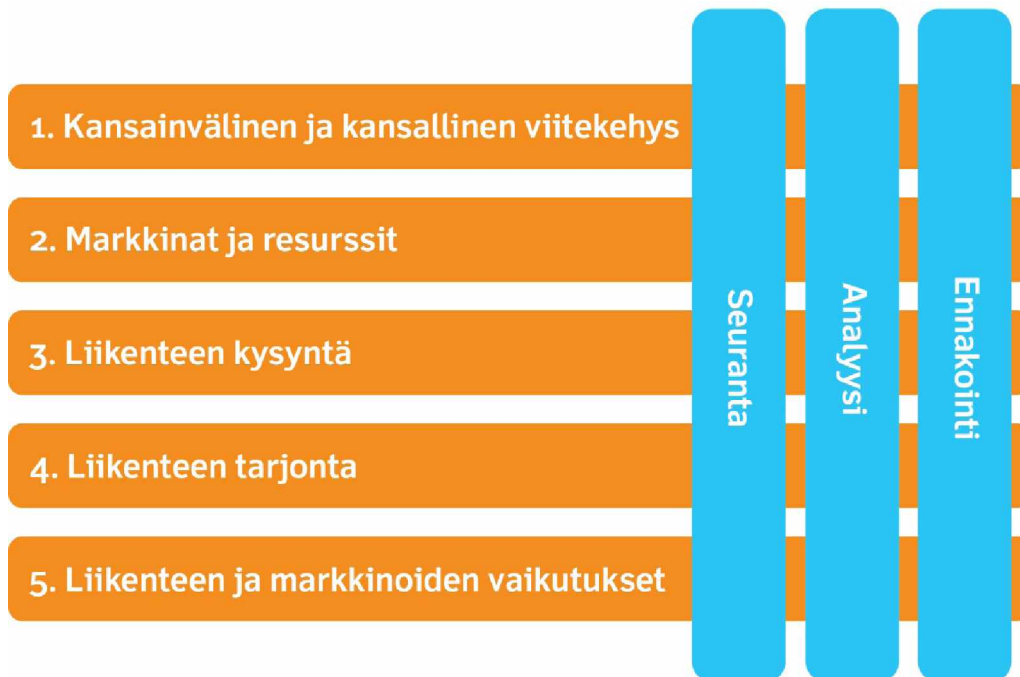 1. Kansainvälinen ja kansallinen viitekehys
2. Markkinat ja resurssit
3. Liikenteen kysyntä
4. Liikenteen tarjonta
5. Liikenteen ja markkinoiden vaikutukset
Seuranta
Analyysi
Ennakointi